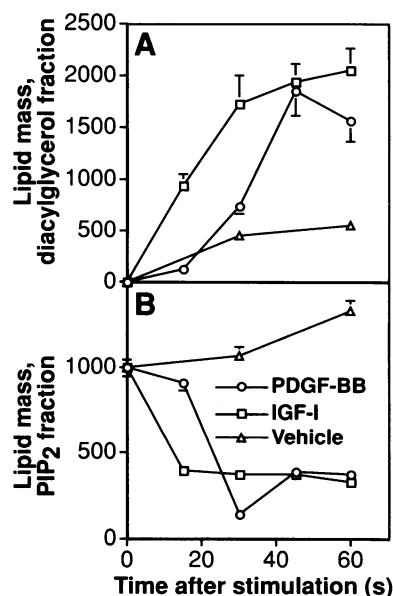 A
Lipid mass,
diacylglycerol fraction
2500
2000
1500
1000
500
0
B
Lipid mass,
PIP2 fraction
1000
500
0
PDGF-BB
IGF-I
Vehicle
0 20 40 60
Time after stimulation (s)